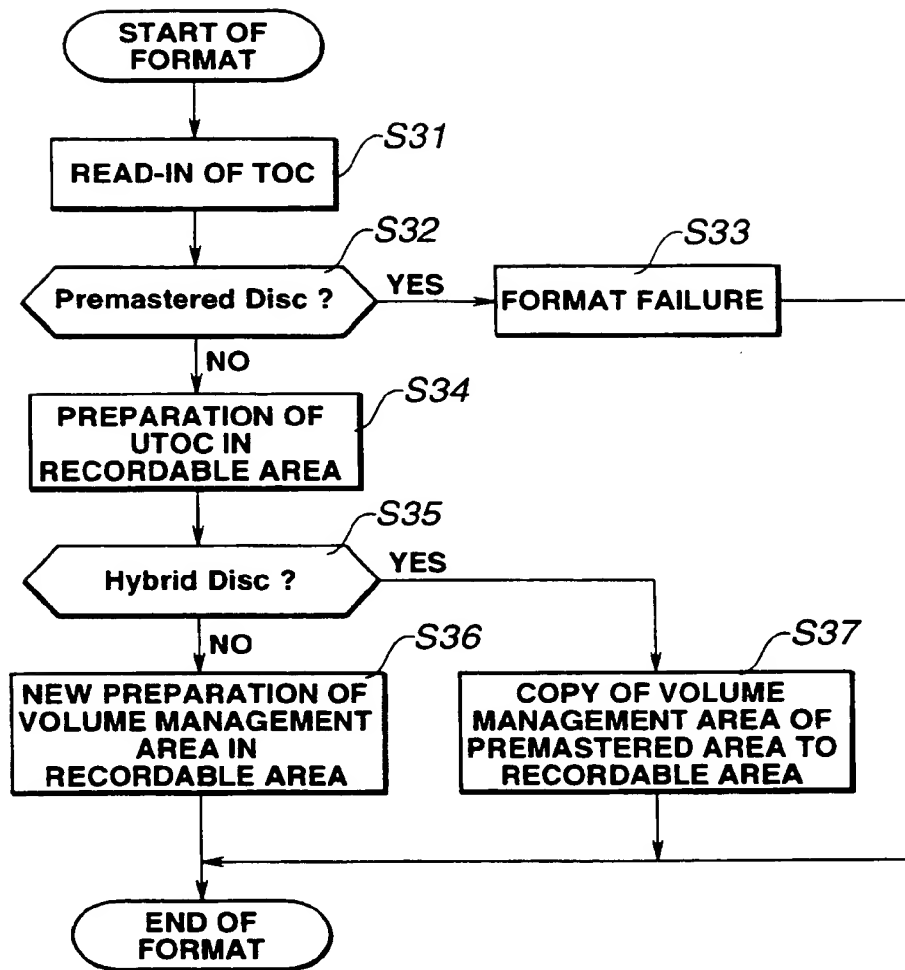 START OF
FORMAT
S31
READ-IN OF TOC
S32
Premastered Disc ?
YES
S33
FORMAT FAILURE
NO
S34
PREPARATION OF
UTOC IN
RECORDABLE AREA
S35
Hybrid Disc ?
YES
NO
S36
NEW PREPARATION OF
VOLUME MANAGEMENT
AREA IN
RECORDABLE AREA
S37
COPY OF VOLUME
MANAGEMENT AREA OF
PREMASTERED AREA TO
RECORDABLE AREA
END OF
FORMAT